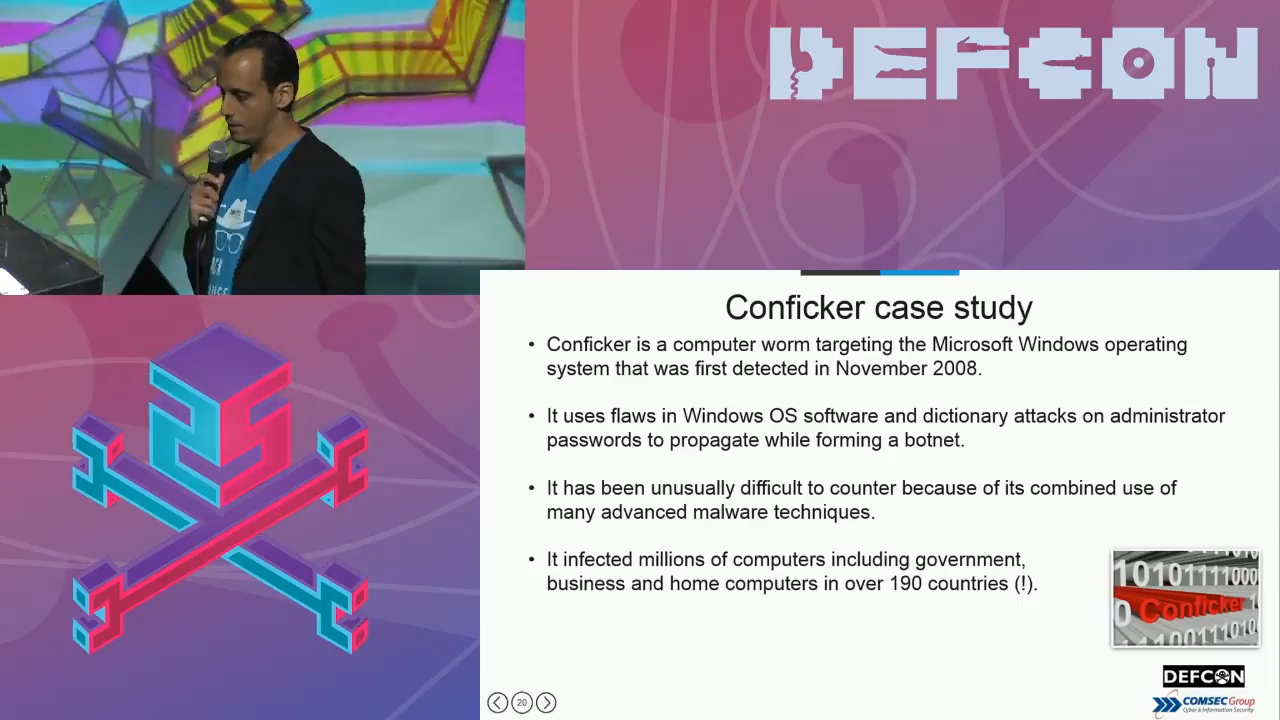 DEFCON
Conficker case study
• Conficker is a computer worm targeting the Microsoft Windows operating
system that was first detected in November 2008.
• It uses flaws in Windows OS software and dictionary attacks on administrator
passwords to propagate while forming a botnet.
• It has been unusually difficult to counter because of its combined use of
many advanced malware techniques.
• It infected millions of computers including government,
business and home computers in over 190 countries (!).
10101111000
0 Conficker 1
1100111010
DEFCON
COMSEC Group
Cyber & Information Security
20